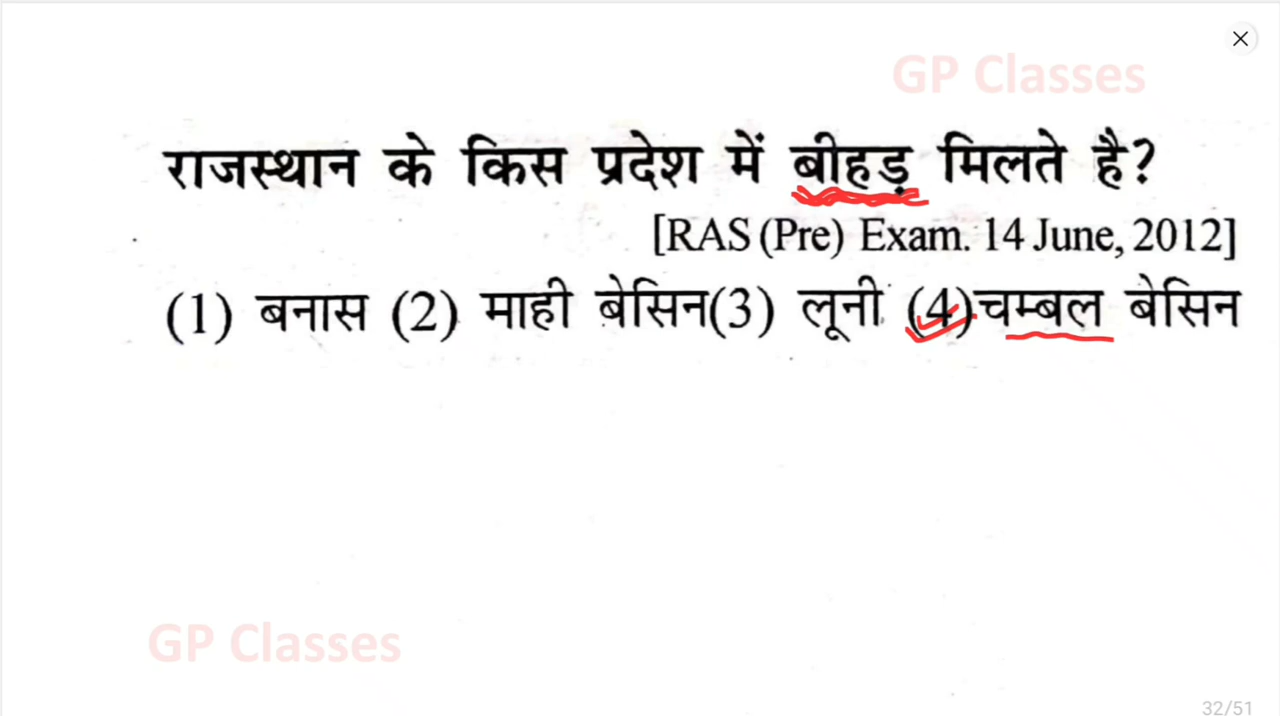 GP Classes
राजस्थान के किस प्रदेश में बीहड़ मिलते है?
[RAS (Pre) Exam. 14 June, 2012]
(1) बनास (2) माही बेसिन(3) लूनी (4)चम्बल बेसिन
GP Classes
32/51